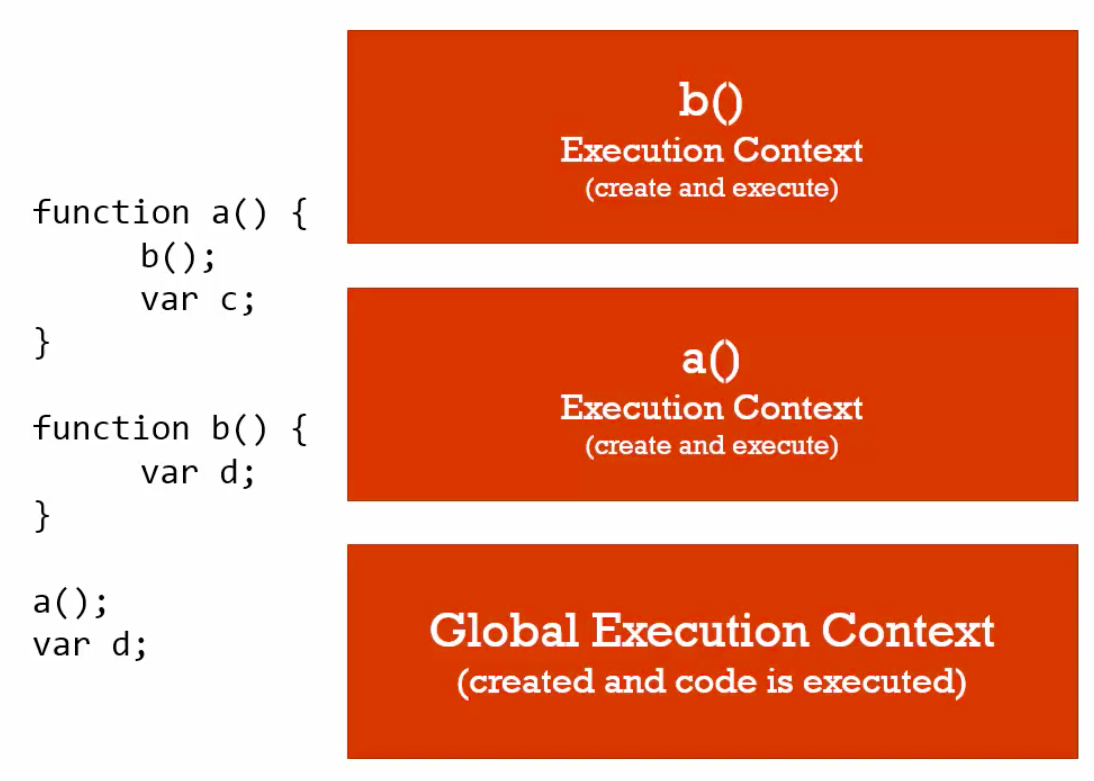 function a() {
b();
var c;
}
function b() {
var d;
}
a();
var d;
b()
Execution Context
(create and execute)
a()
Execution Context
(create and execute)
Global Execution Context
(created and code is executed)